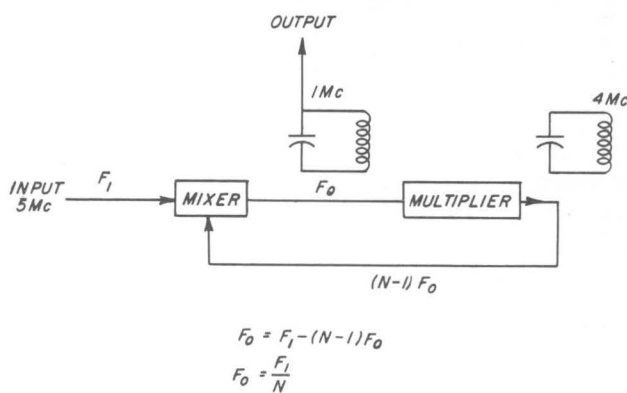 OUTPUT
1Mc
4Mc
INPUT
5Mc
F₁
MIXER
F₀
MULTIPLIER
(N-1) F₀
F₀ = F₁-(N-1)F₀
F₀ = F₁/N